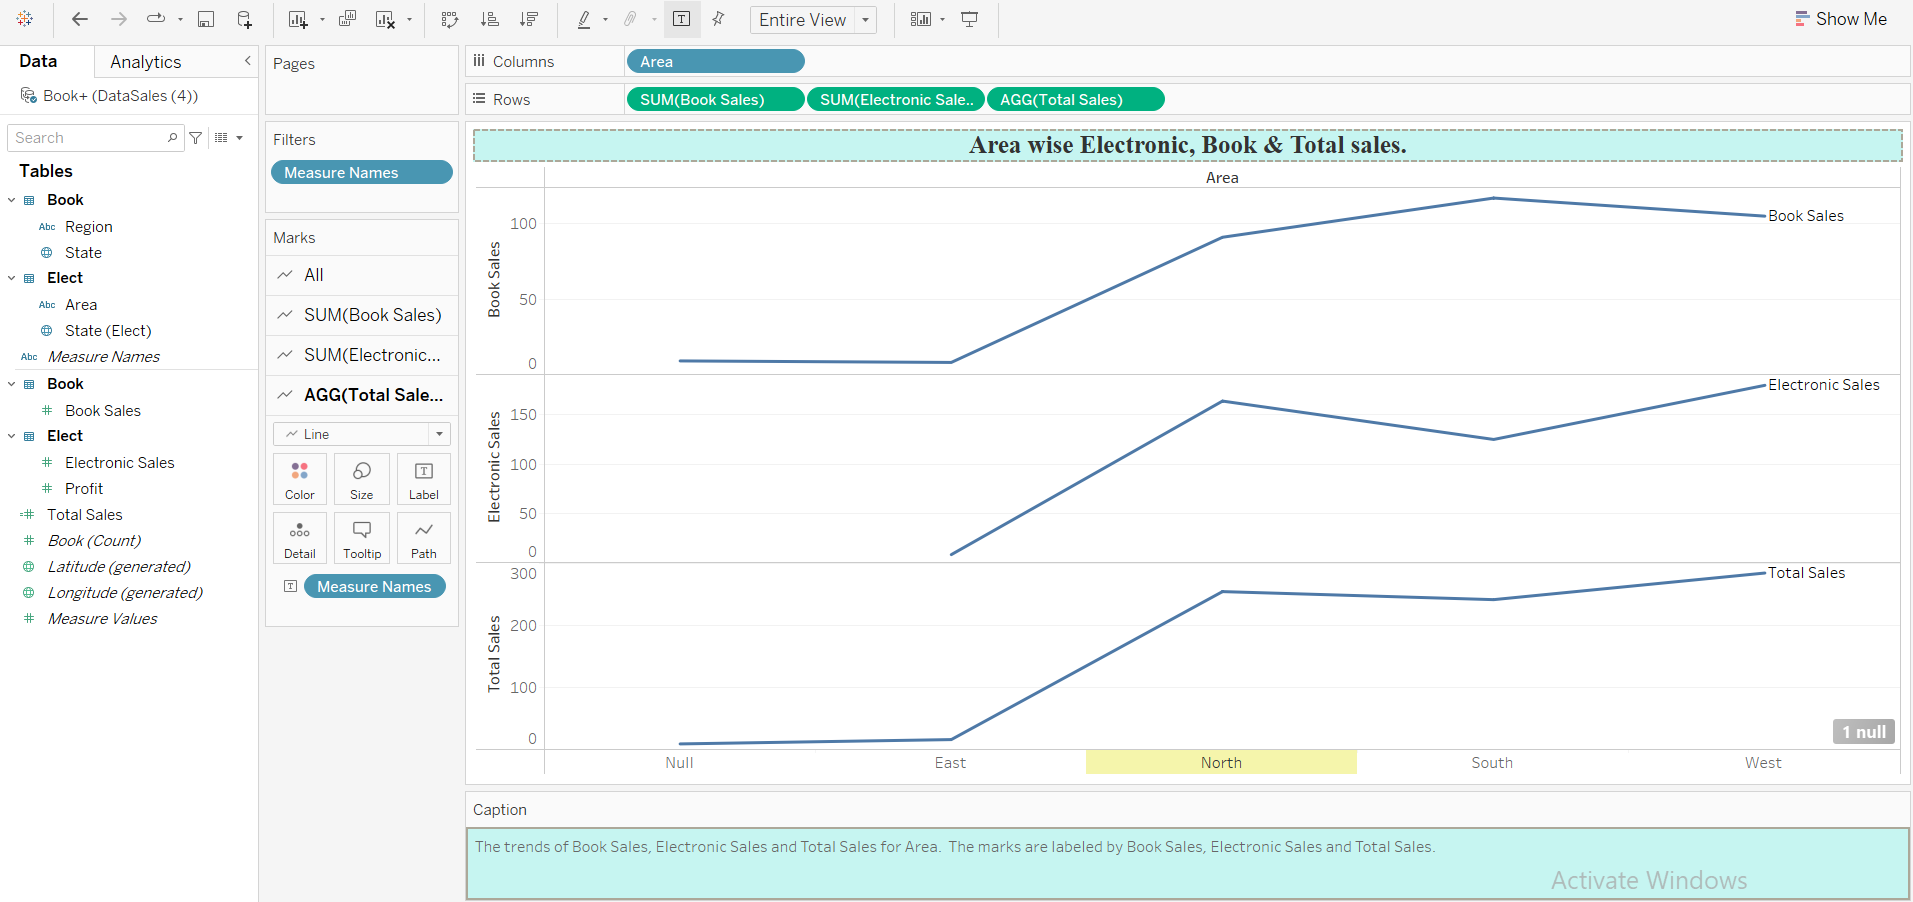 Entire View
Show Me
Data
Analytics
Book+ (DataSales (4))
Search
Tables
Book
Abc Region
State
Elect
Abc Area
State (Elect)
Abc Measure Names
Book
# Book Sales
Elect
# Electronic Sales
# Profit
=# Total Sales
# Book (Count)
Latitude (generated)
Longitude (generated)
# Measure Values
Pages
Filters
Measure Names
Marks
All
SUM(Book Sales)
SUM(Electronic...
AGG(Total Sale...
Line
Color
Size
T
Label
Detail
Tooltip
Path
T Measure Names
Columns
Area
Rows
SUM(Book Sales)
SUM(Electronic Sale..
AGG(Total Sales)
Area wise Electronic, Book & Total sales.
Area
Book Sales
100
50
0
Book Sales
Electronic Sales
150
100
50
0
Electronic Sales
Total Sales
300
200
100
0
Total Sales
1 null
Null
East
North
South
West
Caption
The trends of Book Sales, Electronic Sales and Total Sales for Area.  The marks are labeled by Book Sales, Electronic Sales and Total Sales.
Activate Windows